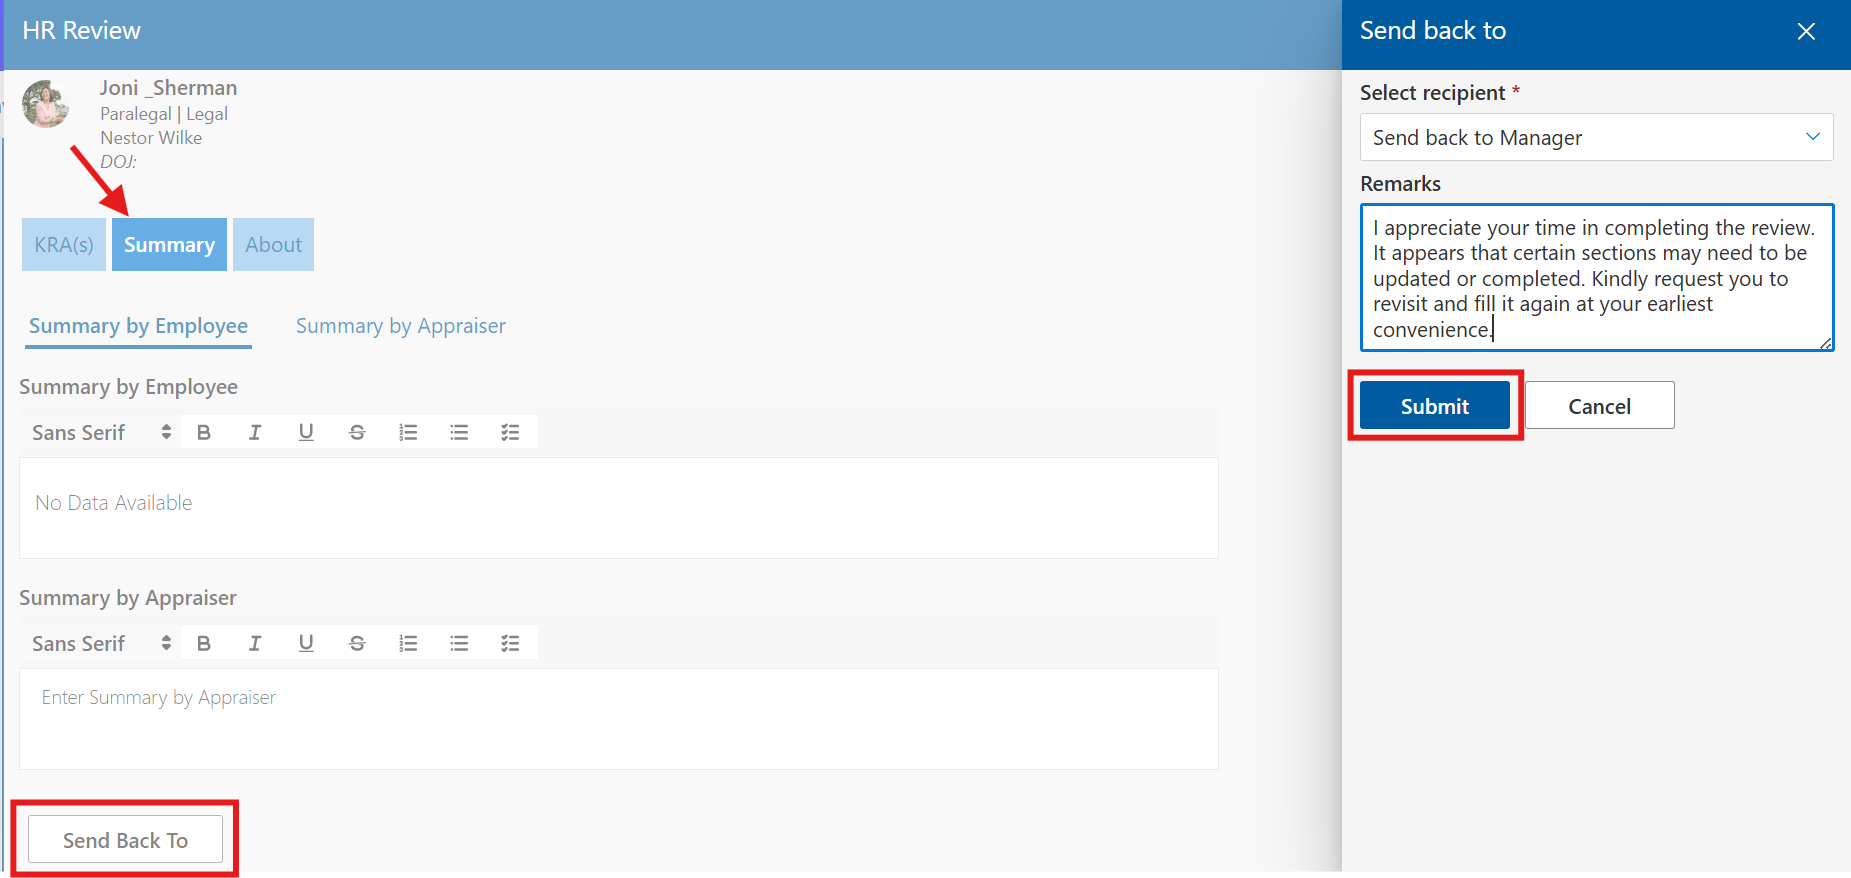 HR Review
Joni _Sherman
Paralegal | Legal
Nestor Wilke
DOJ:
KRA(s)
Summary
About
Summary by Employee
Summary by Appraiser
Summary by Employee
Sans Serif
B I U S
No Data Available
Summary by Appraiser
Sans Serif
B I U S
Enter Summary by Appraiser
Send Back To
Send back to
Select recipient *
Send back to Manager
Remarks
I appreciate your time in completing the review.
It appears that certain sections may need to be
updated or completed. Kindly request you to
revisit and fill it again at your earliest
convenience.
Submit
Cancel